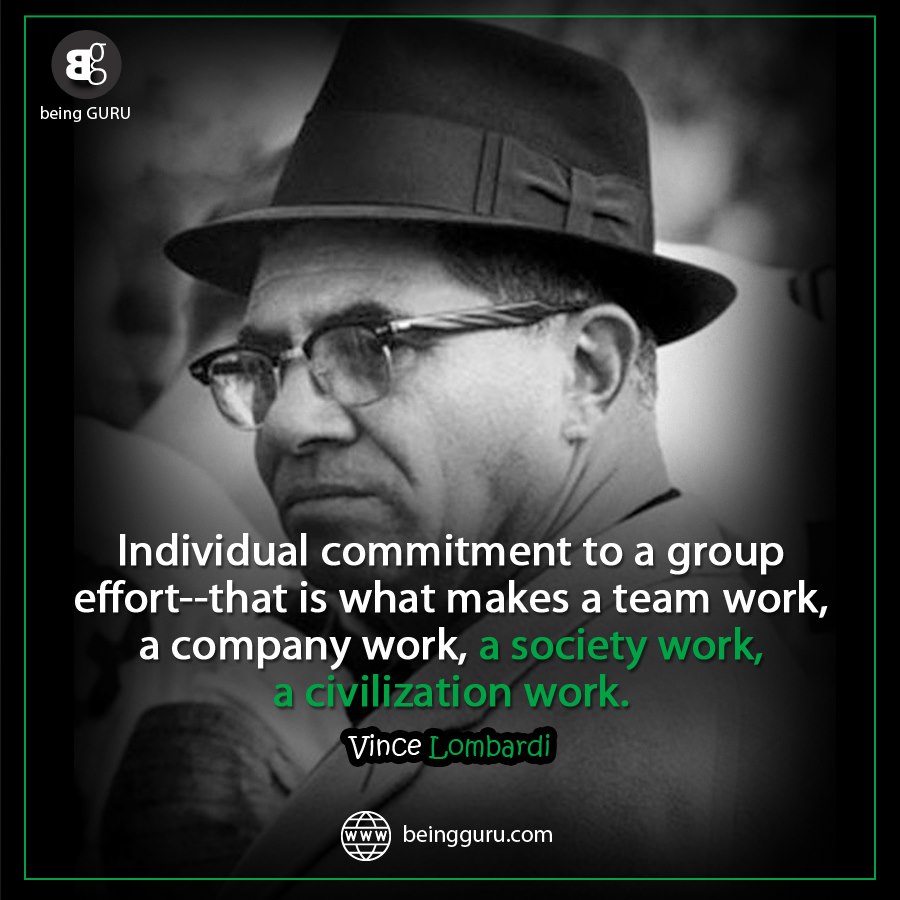 Bg
being GURU
Individual commitment to a group
effort--that is what makes a team work,
a company work, a society work,
a civilization work.
Vince Lombardi
www beingguru.com